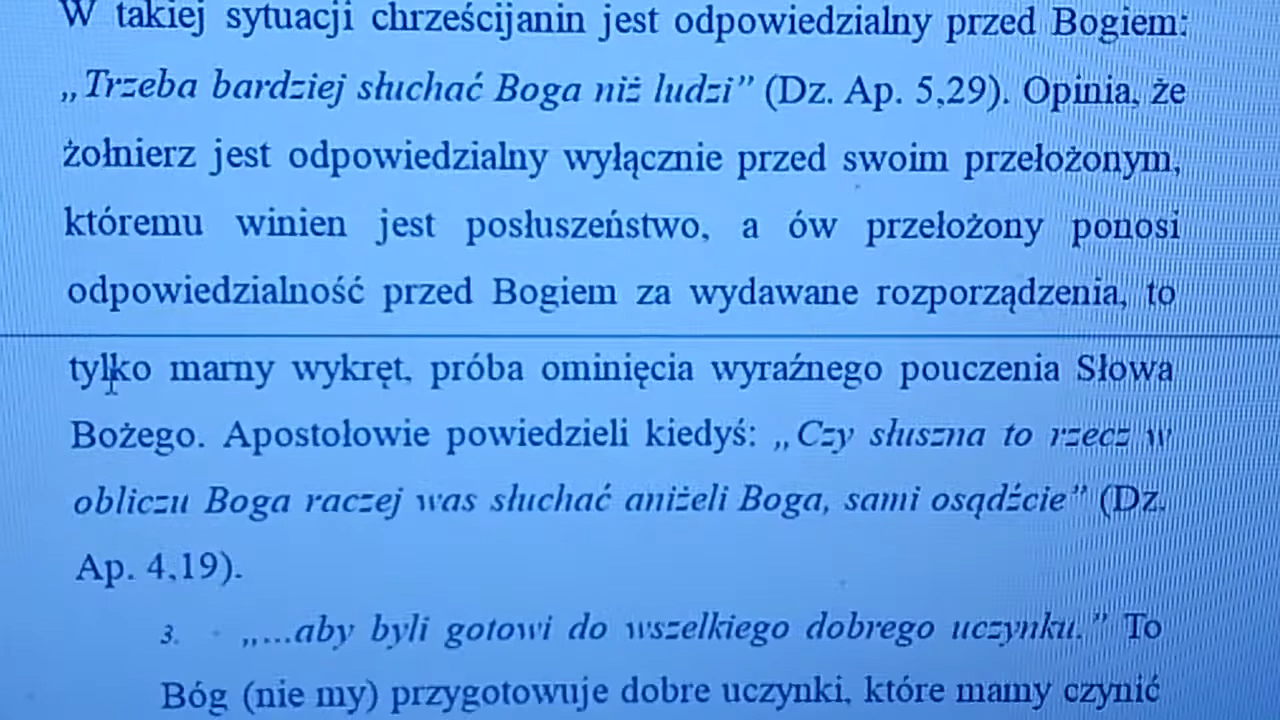 W takiej sytuacji chrześcijanin jest odpowiedzialny przed Bogiem:
„Trzeba bardziej słuchać Boga niż ludzi” (Dz. Ap. 5,29). Opinia, że
żołnierz jest odpowiedzialny wyłącznie przed swoim przełożonym,
któremu winien jest posłuszeństwo, a ów przełożony ponosi
odpowiedzialność przed Bogiem za wydawane rozporządzenia, to
tylko marny wykręt, próba ominięcia wyraźnego pouczenia Słowa
Bożego. Apostołowie powiedzieli kiedyś: „Czy słuszna to rzecz w
obliczu Boga raczej was słuchać aniżeli Boga, sami osądźcie” (Dz.
Ap. 4,19).
3. „...aby byli gotowi do wszelkiego dobrego uczynku.” To
Bóg (nie my) przygotowuje dobre uczynki, które mamy czynić